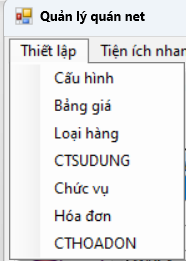 Quản lý quán net
Thiết lập Tiện ích nhan
Cấu hình
Bảng giá
Loại hàng
CTSUDUNG
Chức vụ
Hóa đơn
CTHOADON